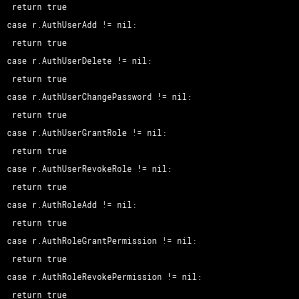 return true
case r.AuthUserAdd != nil:
return true
case r.AuthUserDelete != nil:
return true
case r.AuthUserChangePassword != nil:
return true
case r.AuthUserGrantRole != nil:
return true
case r.AuthUserRevokeRole != nil:
return true
case r.AuthRoleAdd != nil:
return true
case r.AuthRoleGrantPermission != nil:
return true
case r.AuthRoleRevokePermission != nil:
return true